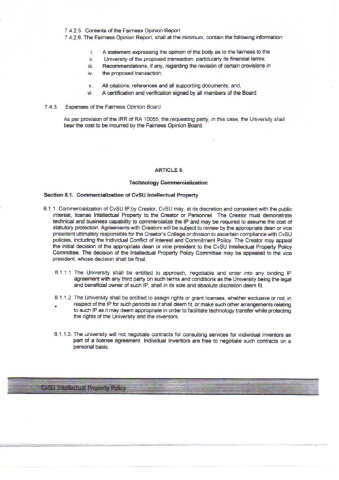 7.4.2.5. Contents of the Fairness Opinion Report
7.4.2.6. The Fairness Opinion Report, shall at the minimum, contain the following information:
i. A statement expressing the opinion of the body as to the fairness to the
ii. University of the proposed transaction, particularly its financial terms;
iii. Recommendations, if any, regarding the revision of certain provisions in
iv. the proposed transaction;
v. All citations, references and all supporting documents; and,
vi. A certification and verification signed by all members of the Board.
7.4.3. Expenses of the Fairness Opinion Board
As per provision of the IRR of RA 10055, the requesting party, in this case, the University shall
bear the cost to be incurred by the Fairness Opinion Board.
ARTICLE 8
Technology Commercialization
Section 8.1. Commercialization of CvSU Intellectual Property
8.1.1. Commercialization of CvSU IP by Creator. CvSU may, at its discretion and consistent with the public
interest, license Intellectual Property to the Creator or Personnel. The Creator must demonstrate
technical and business capability to commercialize the IP and may be required to assume the cost of
statutory protection. Agreements with Creators will be subject to review by the appropriate dean or vice
president ultimately responsible for the Creator's College or division to ascertain compliance with CvSU
policies, including the Individual Conflict of Interest and Commitment Policy. The Creator may appeal
the initial decision of the appropriate dean or vice president to the CvSU Intellectual Property Policy
Committee. The decision of the Intellectual Property Policy Committee may be appealed to the vice
president, whose decision shall be final.
8.1.1.1. The University shall be entitled to approach, negotiate and enter into any binding IP
agreement with any third party on such terms and conditions as the University being the legal
and beneficial owner of such IP, shall in its sole and absolute discretion deem fit.
8.1.1.2. The University shall be entitled to assign rights or grant licenses, whether exclusive or not, in
respect of the IP for such periods as it shall deem fit, or make such other arrangements relating
to such IP as it may deem appropriate in order to facilitate technology transfer while protecting
the rights of the University and the inventors.
8.1.1.3. The university will not negotiate contracts for consulting services for individual inventors as
part of a license agreement. Individual inventors are free to negotiate such contracts on a
personal basis.
CvSU Intellectual Property Policy